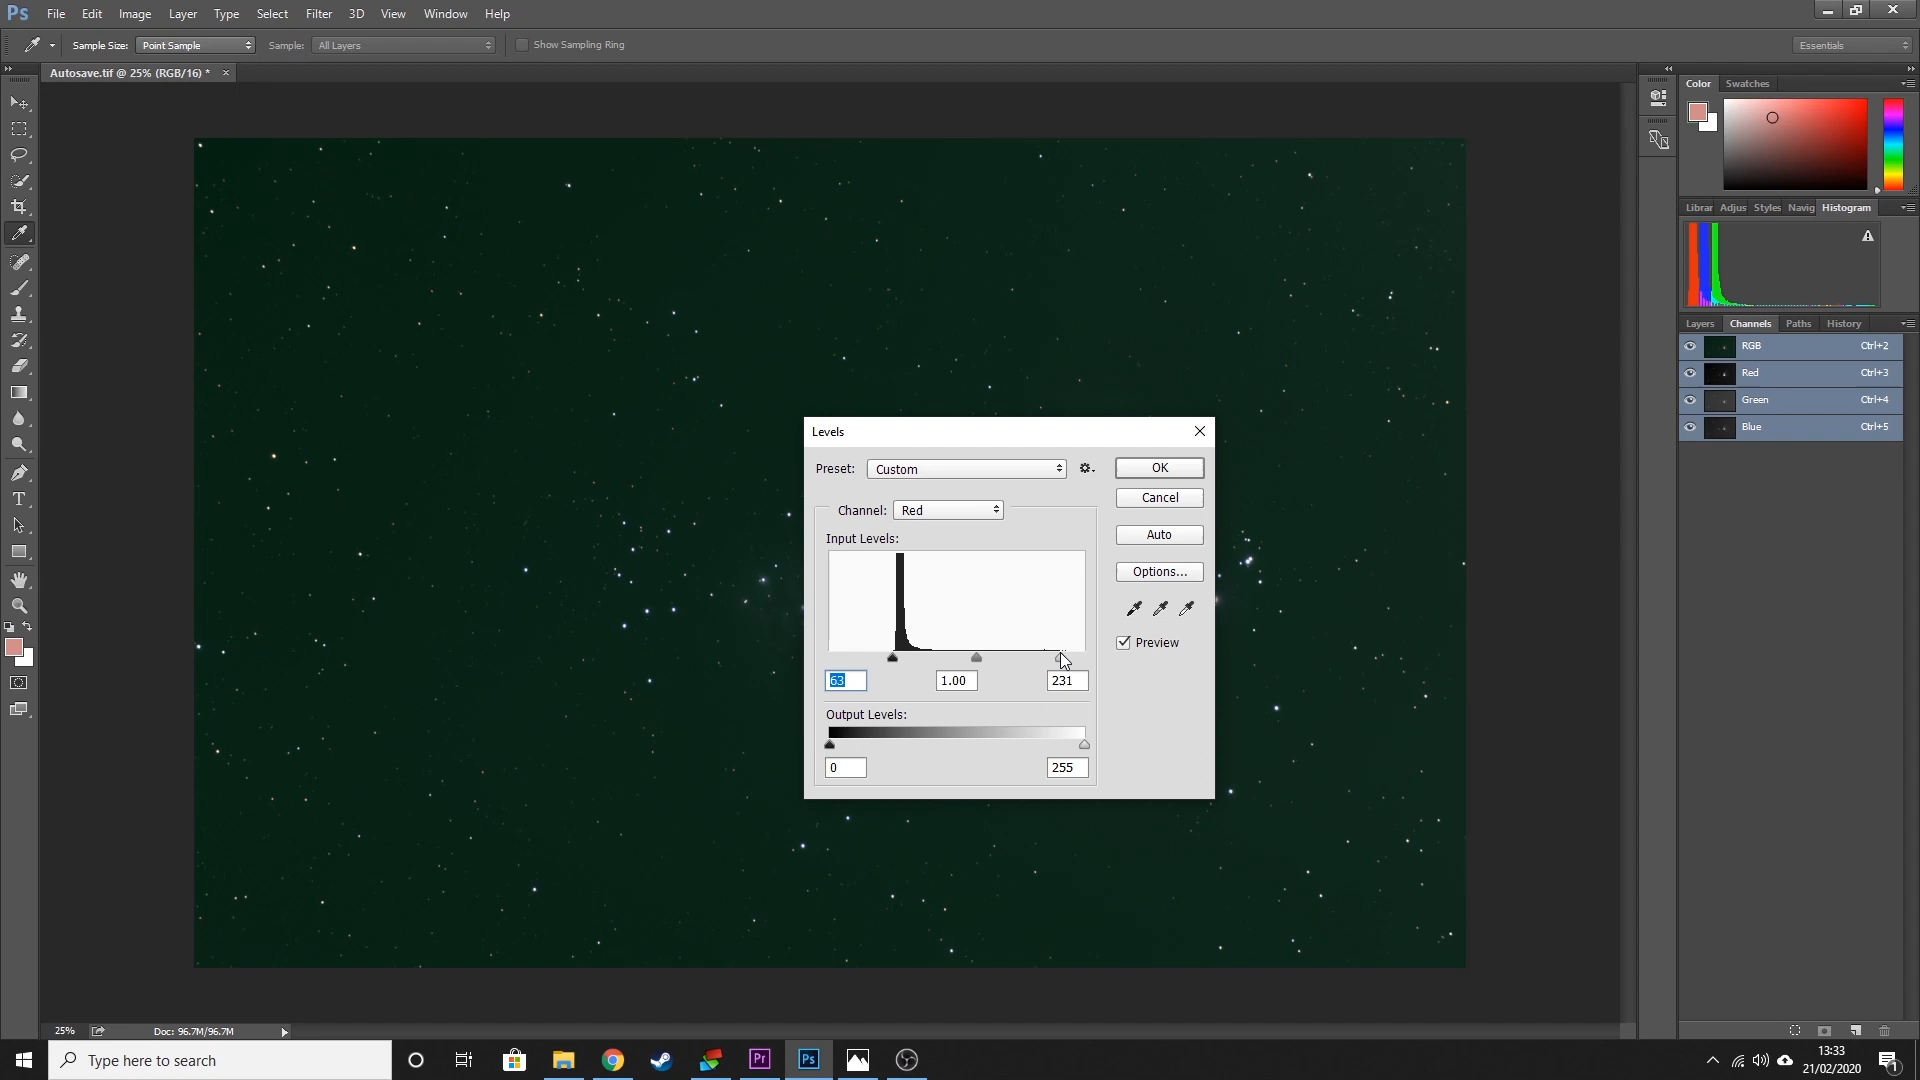 Ps File Edit Image Layer Type Select Filter 3D View Window Help
Sample Size: Point Sample Sample: All Layers Show Sampling Ring Essentials
Autosave.tif @ 25% (RGB/16) * ×
Color Swatches
Librar Adjus Styles Navig Histogram
Layers Channels Paths History
RGB Ctrl+2
Red Ctrl+3
Green Ctrl+4
Blue Ctrl+5
Levels
Preset: Custom OK
Cancel
Channel: Red
Auto
Input Levels:
Options...
Preview
63 1.00 231
Output Levels:
0 255
25% Doc: 96.7M/96.7M
Type here to search
Pr Ps
13:33
21/02/2020
1